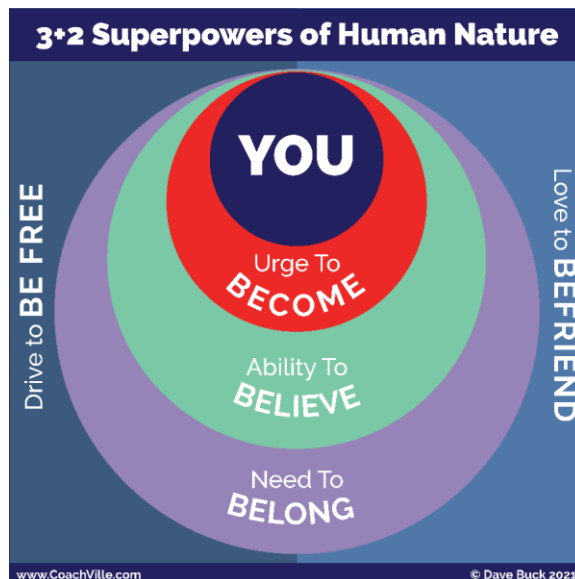 3+2 Superpowers of Human Nature
YOU
Urge To
BECOME
Ability To
BELIEVE
Need To
BELONG
Drive to BE FREE
Love to BEFRIEND
www.CoachVille.com
© Dave Buck 2021